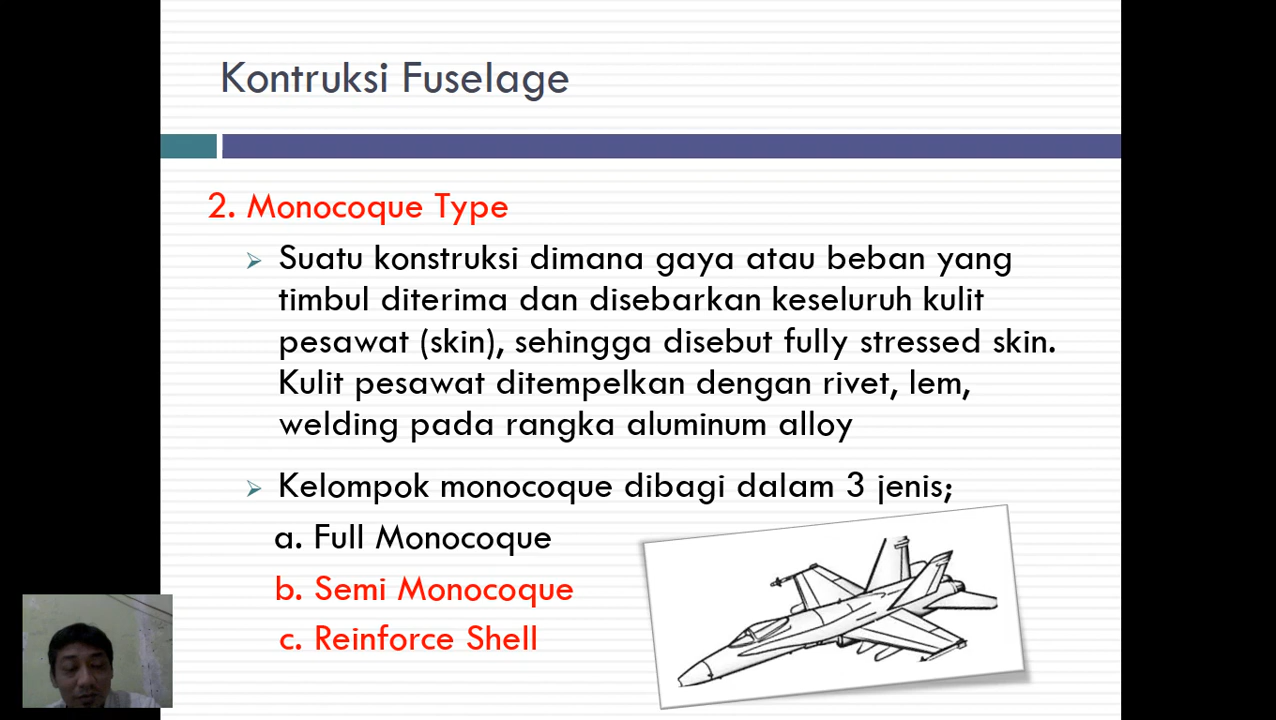 Kontruksi Fuselage
2. Monocoque Type
Suatu konstruksi dimana gaya atau beban yang
timbul diterima dan disebarkan keseluruh kulit
pesawat (skin), sehingga disebut fully stressed skin.
Kulit pesawat ditempelkan dengan rivet, lem,
welding pada rangka aluminum alloy
Kelompok monocoque dibagi dalam 3 jenis;
a. Full Monocoque
b. Semi Monocoque
c. Reinforce Shell